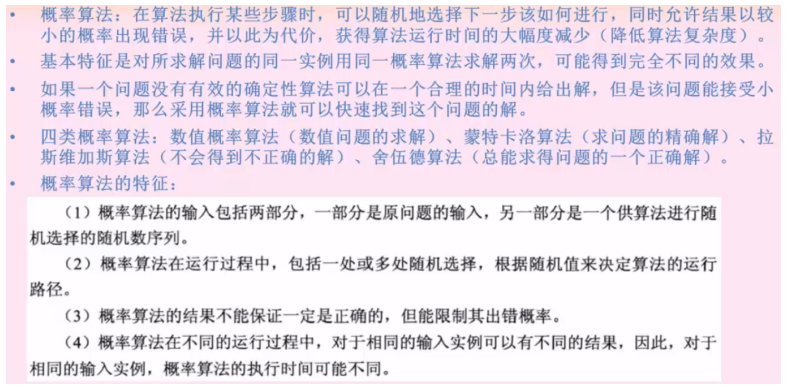 • 概率算法：在算法执行某些步骤时，可以随机地选择下一步该如何进行，同时允许结果以较
小的概率出现错误，并以此为代价，获得算法运行时间的大幅度减少（降低算法复杂度）。
• 基本特征是对所求解问题的同一实例用同一概率算法求解两次，可能得到完全不同的效果。
• 如果一个问题没有有效的确定性算法可以在一个合理的时间内给出解，但是该问题能接受小
概率错误，那么采用概率算法就可以快速找到这个问题的解。
• 四类概率算法：数值概率算法（数值问题的求解）、蒙特卡洛算法（求问题的精确解）、拉
斯维加斯算法（不会得到不正确的解）、舍伍德算法（总能求得问题的一个正确解）。
• 概率算法的特征：
（1）概率算法的输入包括两部分，一部分是原问题的输入，另一部分是一个供算法进行随
机选择的随机数序列。
（2）概率算法在运行过程中，包括一处或多处随机选择，根据随机值来决定算法的运行
路径。
（3）概率算法的结果不能保证一定是正确的，但能限制其出错概率。
（4）概率算法在不同的运行过程中，对于相同的输入实例可以有不同的结果，因此，对于
相同的输入实例，概率算法的执行时间可能不同。